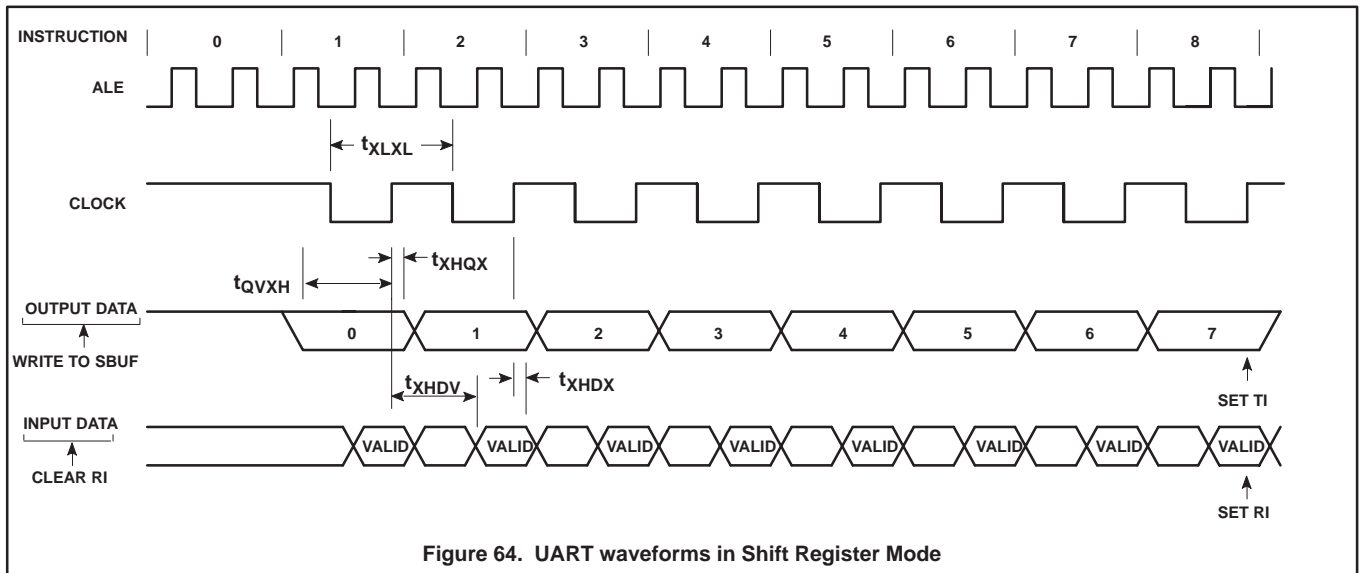 INSTRUCTION 0 1 2 3 4 5 6 7 8
ALE
tXLXL
CLOCK
tXHQX
tQVXH
OUTPUT DATA
0 1 2 3 4 5 6 7
WRITE TO SBUF
tXHDV
tXHDX
SET TI
INPUT DATA
VALID VALID VALID VALID VALID VALID VALID VALID
CLEAR RI
SET RI
Figure 64. UART waveforms in Shift Register Mode